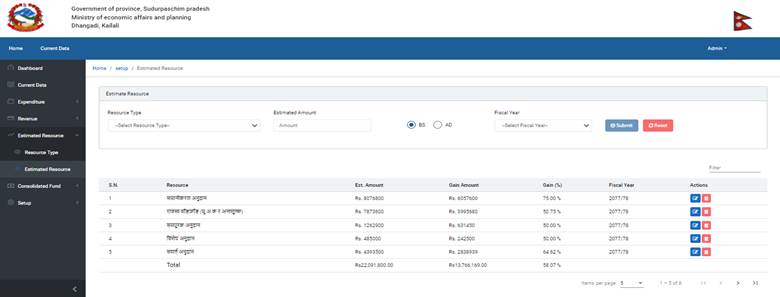 Government of province, Sudurpaschim pradesh
Ministry of economic affairs and planning
Dhangadi, Kailali
Home Current Data Admin
Dashboard
Home / setup / Estimated Resource
Current Data
Estimate Resource
Expenditure
Resource Type Estimated Amount Fiscal Year
Revenue
--Select Resource Type-- Amount BS AD --Select Fiscal Year-- Submit Reset
Estimated Resource
Resource Type
Estimated Resource
Filter
Consolidated Fund
S.N. Resource Est. Amount Gain Amount Gain (%) Fiscal Year Actions
Setup
1 अनुदान Rs. 8076800 Rs. 6057600 75.00 % 2077/78
2 राजस्व बाँडफाँड Rs. 7873600 Rs. 3995680 50.75 % 2077/78
3 समपुरक अनुदान Rs. 1262900 Rs. 631450 50.00 % 2077/78
4 विशेष अनुदान Rs. 485000 Rs. 242500 50.00 % 2077/78
5 सशर्त अनुदान Rs. 4393500 Rs. 2838939 64.62 % 2077/78
Total Rs22,091,800.00 Rs13,766,169.00 58.07 %
Items per page: 5 1 – 5 of 6